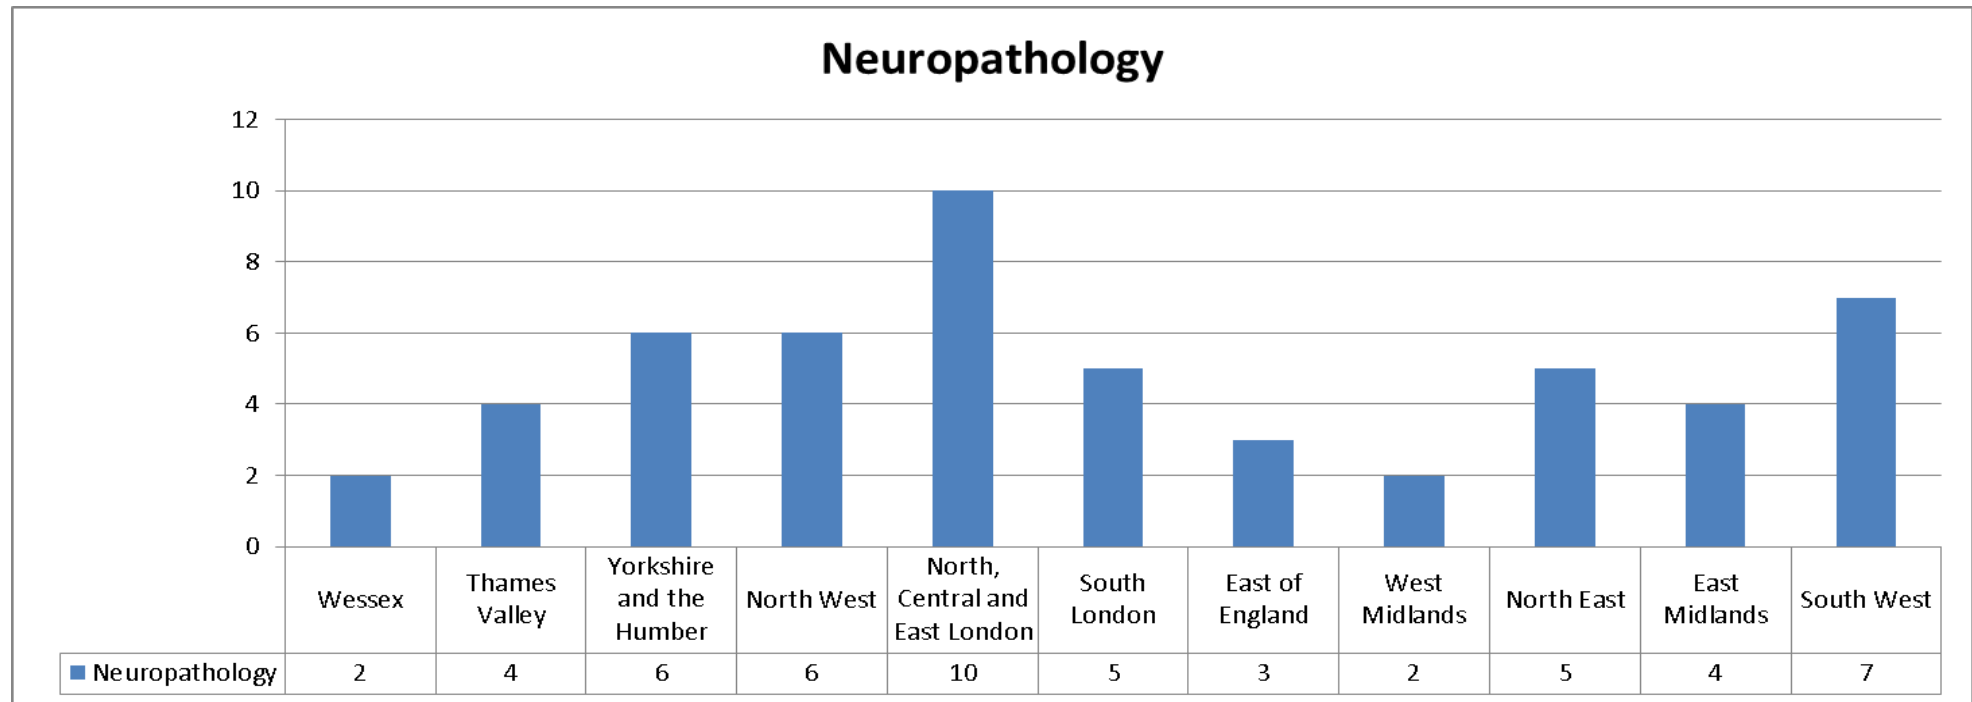 Neuropathology
12
10
8
6
4
2
0
Wessex
Thames
Valley
Yorkshire
and the
Humber
North West
North,
Central and
East London
South
London
East of
England
West
Midlands
North East
East
Midlands
South West
Neuropathology 2 4 6 6 10 5 3 2 5 4 7